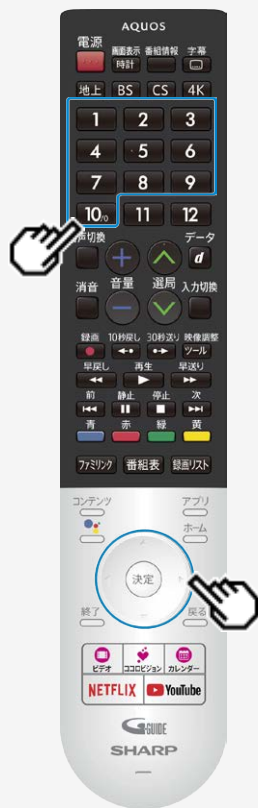 AQUOS
電源
画面表示 番組情報 字幕
時計
地上 BS CS 4K
1 2 3
4 5 6
7 8 9
10/0 11 12
声切換 データ
d
消音 音量 選局 入力切換
録画 10秒戻し 30秒送り 映像調整
ツール
早戻し 再生 早送り
前 静止 停止 次
青 赤 緑 黄
ファミリンク 番組表 録画リスト
コンテンツ アプリ
ホーム
決定
終了 戻る
ビデオ ココロビジョン カレンダー
NETFLIX YouTube
G-GUIDE
SHARP